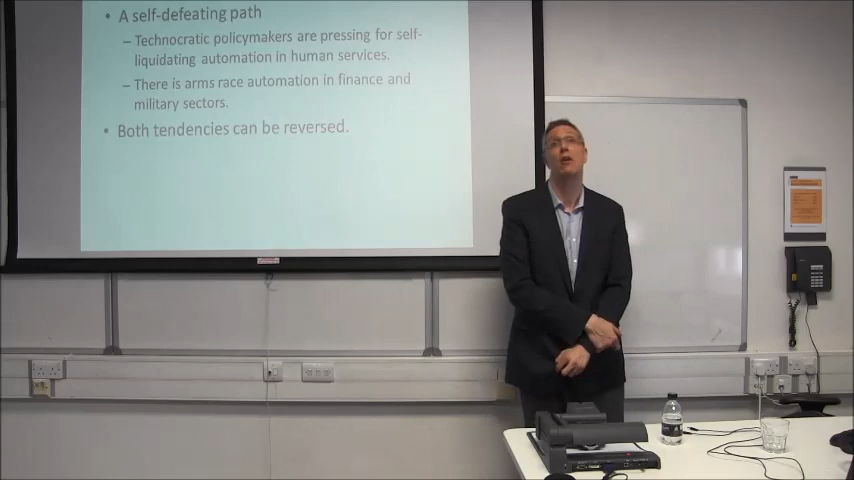 • A self-defeating path
– Technocratic policymakers are pressing for self-
liquidating automation in human services.
– There is arms race automation in finance and
military sectors.
• Both tendencies can be reversed.